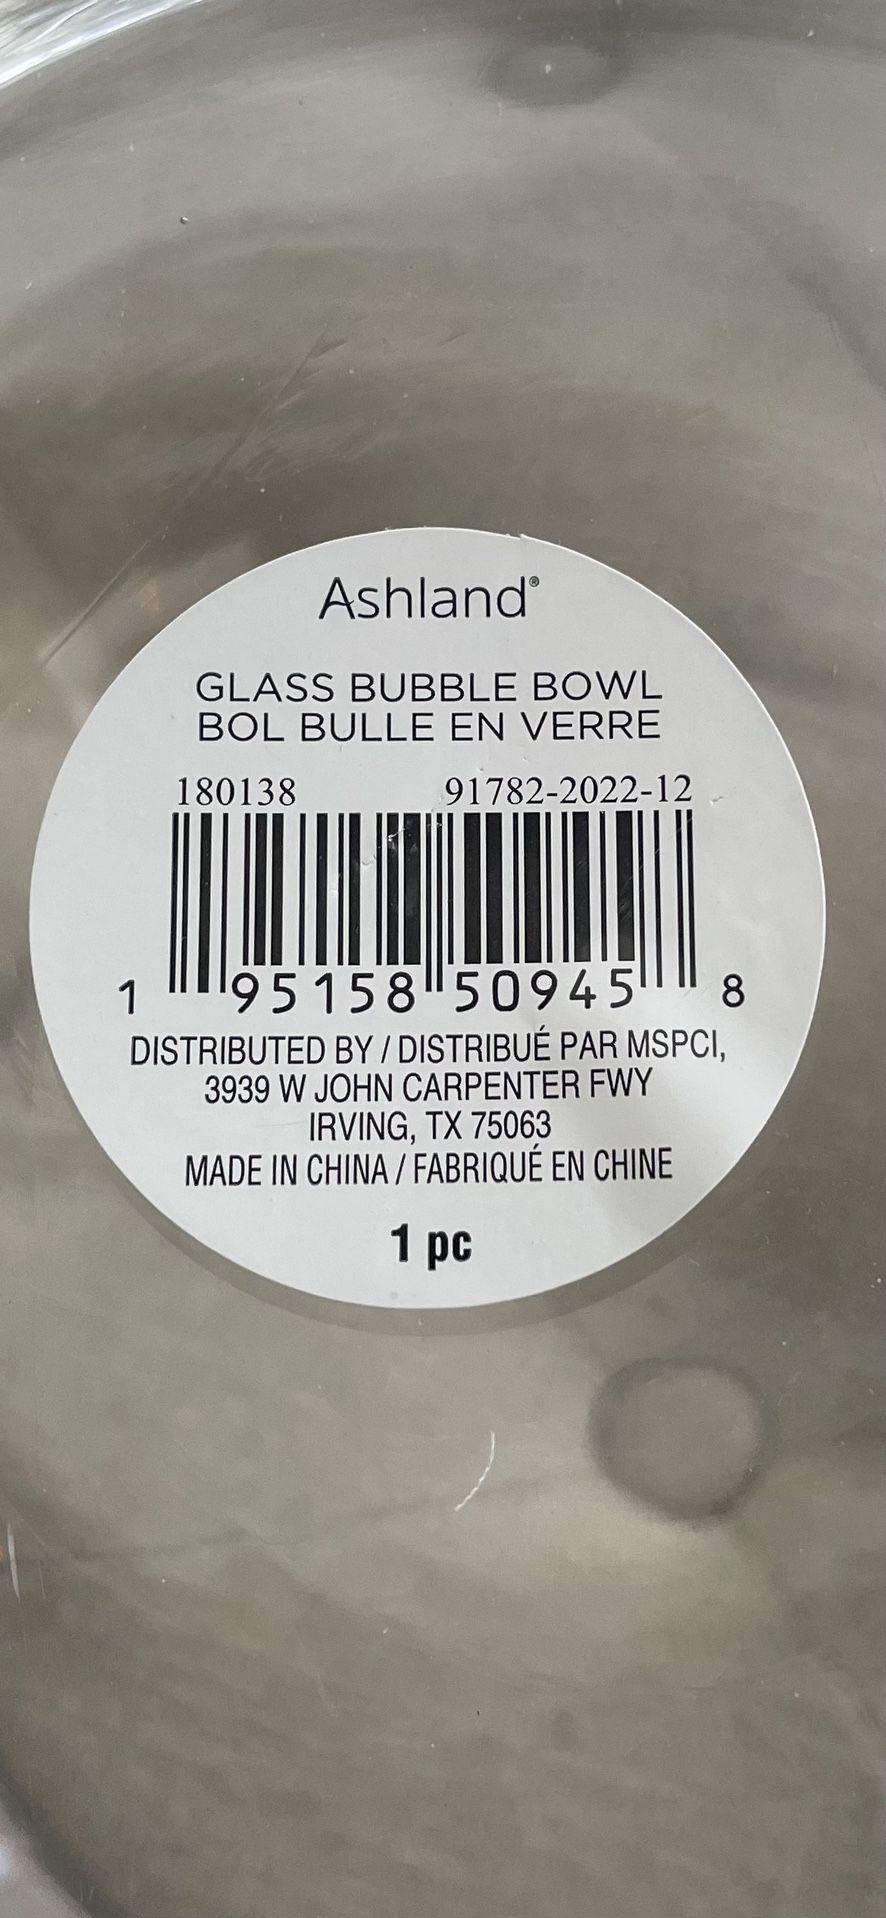 Ashland®
GLASS BUBBLE BOWL
BOL BULLE EN VERRE
180138 91782-2022-12
1 95158 50945 8
DISTRIBUTED BY / DISTRIBUÉ PAR MSPCI,
3939 W JOHN CARPENTER FWY
IRVING, TX 75063
MADE IN CHINA / FABRIQUÉ EN CHINE
1 pc